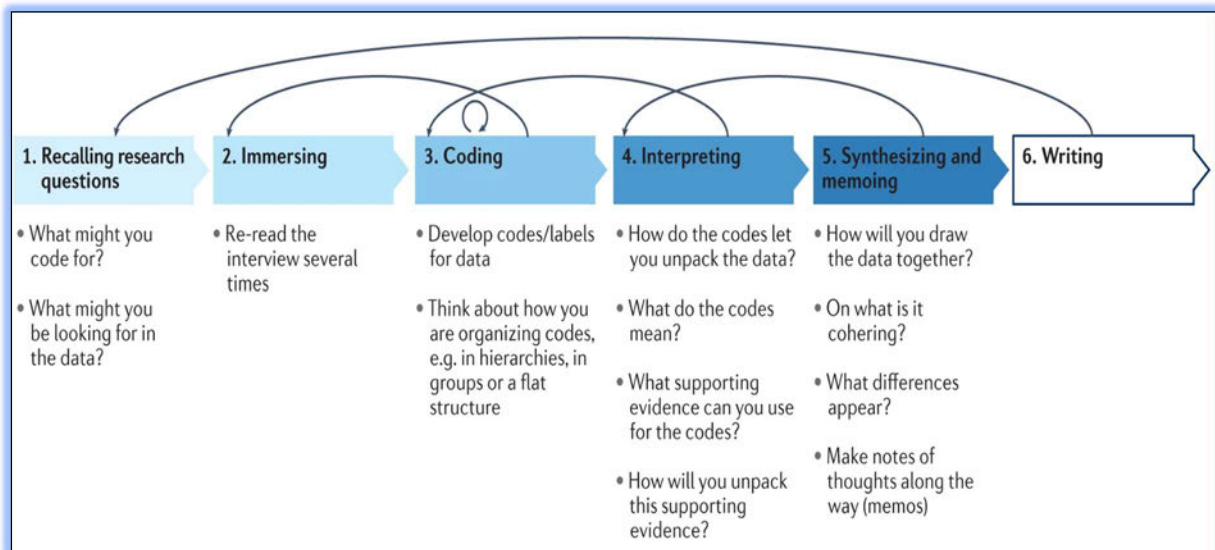 1. Recalling research
questions
2. Immersing
3. Coding
4. Interpreting
5. Synthesizing and
memoing
6. Writing
• What might you
code for?
• What might you
be looking for in
the data?
• Re-read the
interview several
times
• Develop codes/labels
for data
• Think about how you
are organizing codes,
e.g. in hierarchies, in
groups or a flat
structure
• How do the codes let
you unpack the data?
• What do the codes
mean?
• What supporting
evidence can you use
for the codes?
• How will you unpack
this supporting
evidence?
• How will you draw
the data together?
• On what is it
cohering?
• What differences
appear?
• Make notes of
thoughts along the
way (memos)